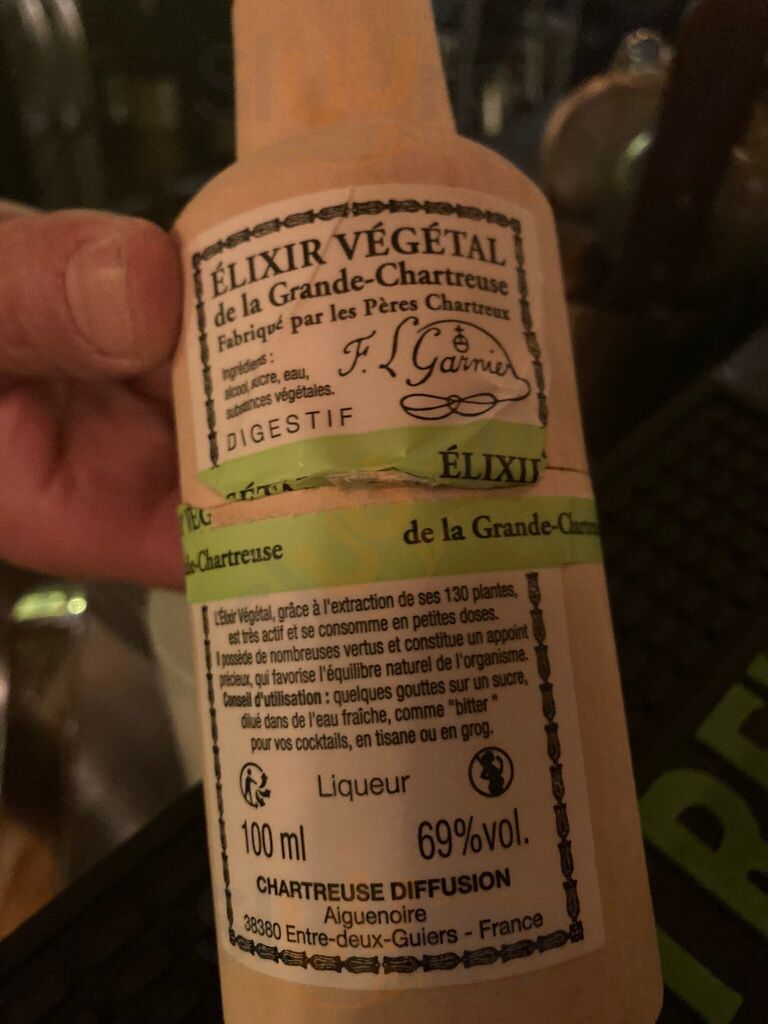 ÉLIXIR VÉGÉTAL
de la Grande-Chartreuse
Fabriqué par les Pères Chartreux
Ingrédients :
alcool, sucre, eau,
substances végétales.
F. L Garnier
DIGESTIF
ÉLIXI
de-Chartreuse
de la Grande-Chartreu
L'Élixir Végétal, grâce à l'extraction de ses 130 plantes,
est très actif et se consomme en petites doses.
Il possède de nombreuses vertus et constitue un appoint
précieux, qui favorise l'équilibre naturel de l'organisme.
Conseil d'utilisation : quelques gouttes sur un sucre,
dilué dans de l'eau fraîche, comme "bitter"
pour vos cocktails, en tisane ou en grog.
Liqueur
100 ml
69%vol.
CHARTREUSE DIFFUSION
Aiguenoire
38380 Entre-deux-Guiers - France